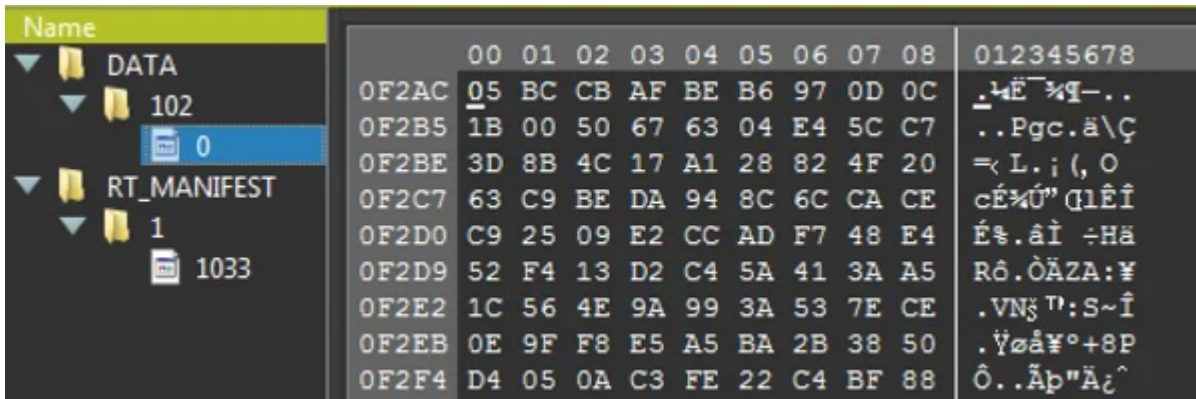 Name
DATA
102
0
RT_MANIFEST
1
1033
00 01 02 03 04 05 06 07 08 012345678
0F2AC 05 BC CB AF BE B6 97 0D 0C .¼Ë¯¾¶—..
0F2B5 1B 00 50 67 63 04 E4 5C C7 ..Pgc.ä\Ç
0F2BE 3D 8B 4C 17 A1 28 82 4F 20 =‹L.¡(‚O
0F2C7 63 C9 BE DA 94 8C 6C CA CE cÉ¾Ú”ŒlÊÎ
0F2D0 C9 25 09 E2 CC AD F7 48 E4 É%.âÌ ÷Hä
0F2D9 52 F4 13 D2 C4 5A 41 3A A5 Rô.ÒÄZA:¥
0F2E2 1C 56 4E 9A 99 3A 53 7E CE .VNš™:S~Î
0F2EB 0E 9F F8 E5 A5 BA 2B 38 50 .Ÿøå¥º+8P
0F2F4 D4 05 0A C3 FE 22 C4 BF 88 Ô..Ãþ"Ä¿ˆ